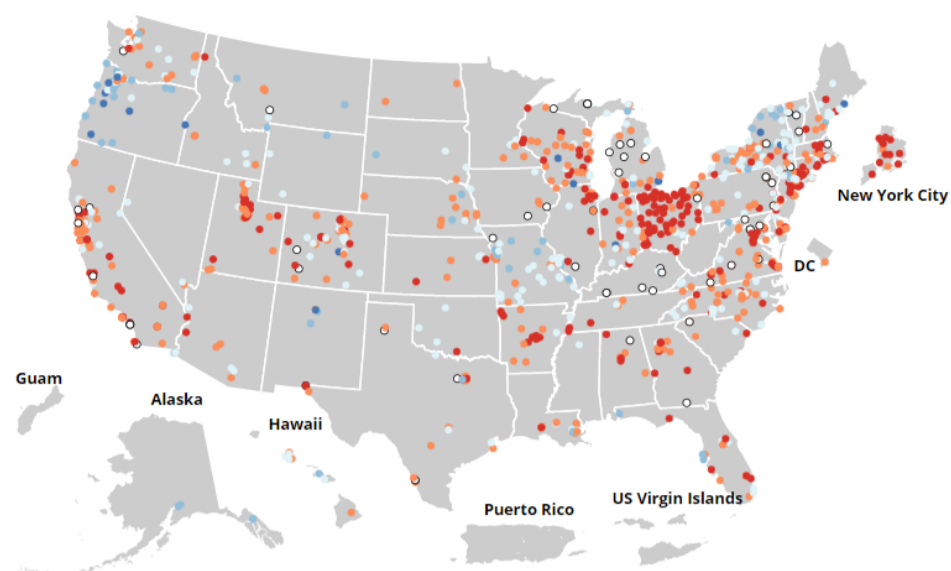 New York City
DC
Guam
Alaska
Hawaii
US Virgin Islands
Puerto Rico